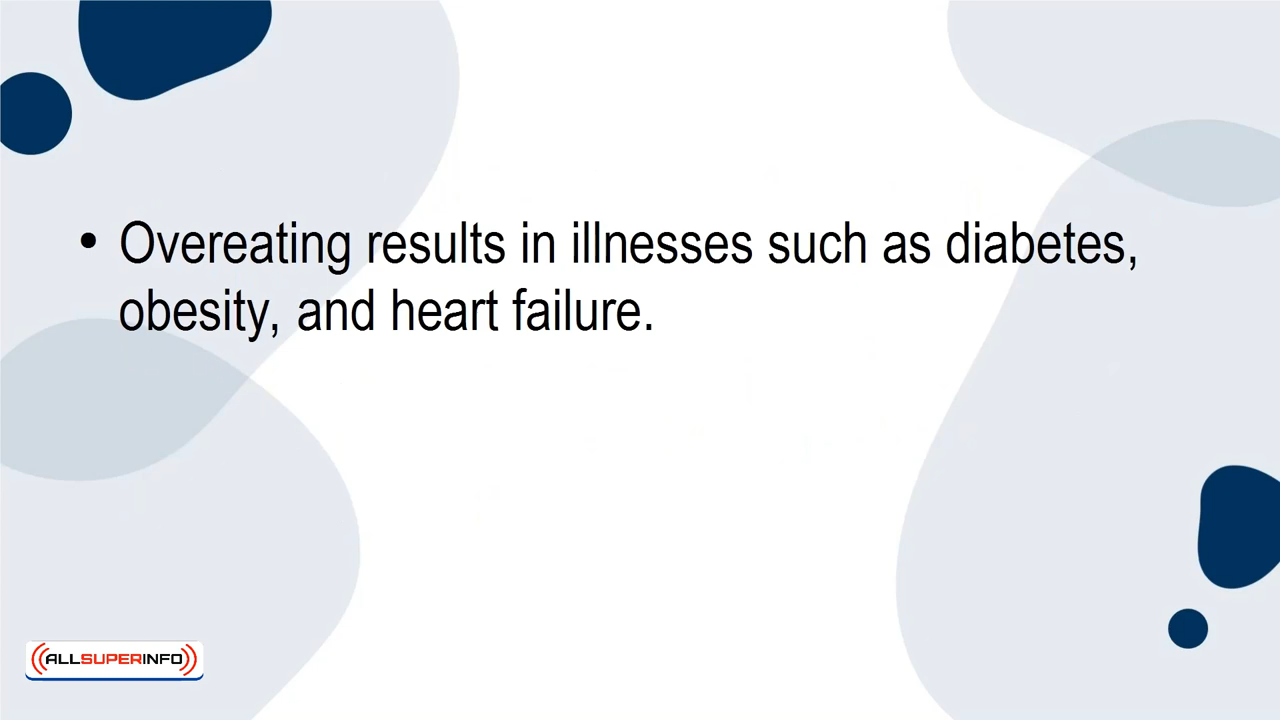 • Overeating results in illnesses such as diabetes,
obesity, and heart failure.
ALLSUPERINFO